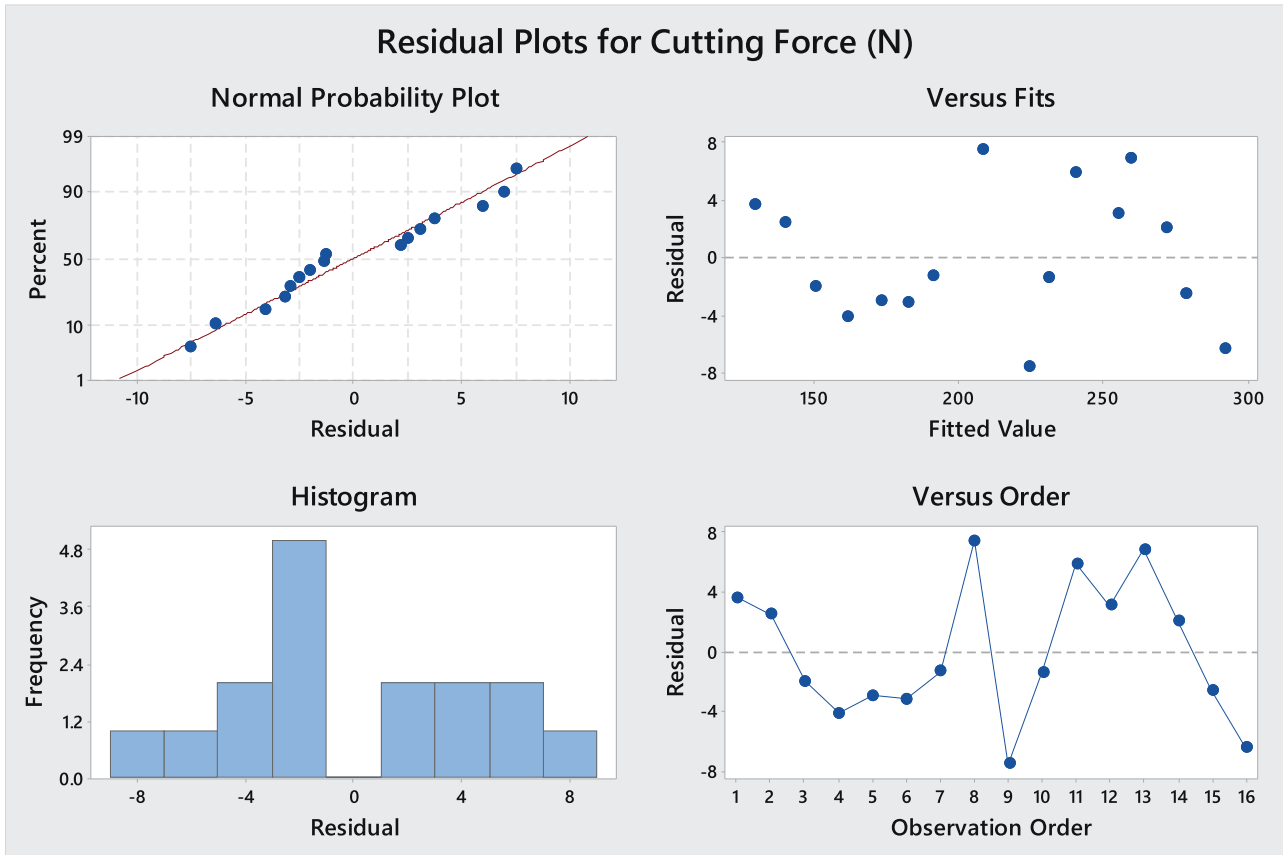 Residual Plots for Cutting Force (N)
Normal Probability Plot
99
90
50
10
1
Percent
-10 -5 0 5 10
Residual
Versus Fits
8
4
0
-4
-8
Residual
150 200 250 300
Fitted Value
Histogram
4.8
3.6
2.4
12
0.0
Frequency
-8 -4 0 4 8
Residual
Versus Order
8
4
0
-4
-8
Residual
1 2 3 4 5 6 7 8 9 10 11 12 13 14 15 16
Observation Order